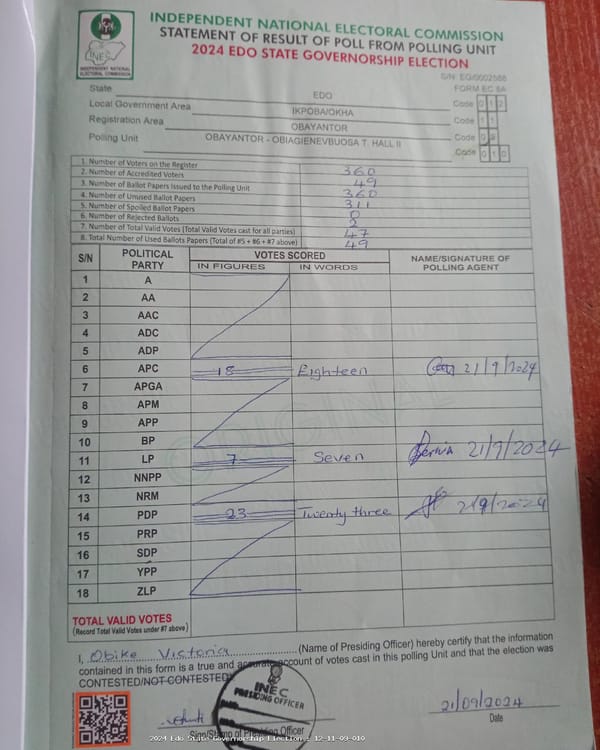 INDEPENDENT NATIONAL ELECTORAL COMMISSION
STATEMENT OF RESULT OF POLL FROM POLLING UNIT
2024 EDO STATE GOVERNORSHIP ELECTION
INEC
INDEPENDENT NATIONAL
ELECTORAL COMMISSION
S/N: EG/0002588
FORM EC 8A
State EDO Code 0 1 2
Local Government Area IKPOBA/OKHA Code 1 1
Registration Area OBAYANTOR Code 0 9
Polling Unit OBAYANTOR - OBIAGIENEVBUOSA T. HALL II Code 0 1 0
1. Number of Voters on the Register 360
2. Number of Accredited Voters 49
3. Number of Ballot Papers Issued to the Polling Unit 360
4. Number of Unused Ballot Papers 311
5. Number of Spoiled Ballot Papers 0
6. Number of Rejected Ballots 2
7. Number of Total Valid Votes (Total Valid Votes cast for all parties) 47
8. Total Number of Used Ballots Papers (Total of #5 + #6 + #7 above) 49
S/N POLITICAL PARTY VOTES SCORED NAME/SIGNATURE OF POLLING AGENT
IN FIGURES IN WORDS
1 A
2 AA
3 AAC
4 ADC
5 ADP
6 APC 18 Eighteen 21/9/2024
7 APGA
8 APM
9 APP
10 BP
11 LP 7 Seven 21/9/2024
12 NNPP
13 NRM
14 PDP 23 Twenty three 21/9/2024
15 PRP
16 SDP
17 YPP
18 ZLP
TOTAL VALID VOTES
(Record Total Valid Votes under #7 above)
I, Obike Victoria (Name of Presiding Officer) hereby certify that the information
contained in this form is a true and accurate account of votes cast in this polling Unit and that the election was
CONTESTED/NOT CONTESTED
INEC
PRESIDING OFFICER
21/09/2024
Sign/Stamp of Presiding Officer Date
2024 Edo State Governorship Election - 12-11-09-010